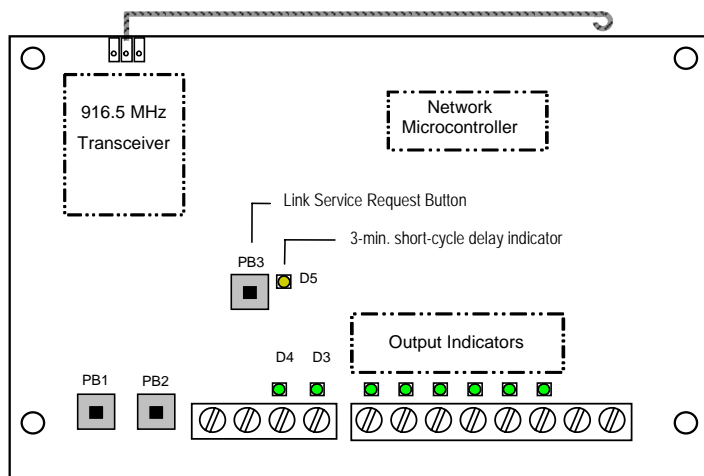 916.5 MHz
Transceiver
Network
Microcontroller
Link Service Request Button
3-min. short-cycle delay indicator
PB3
D5
Output Indicators
D4
D3
PB1
PB2